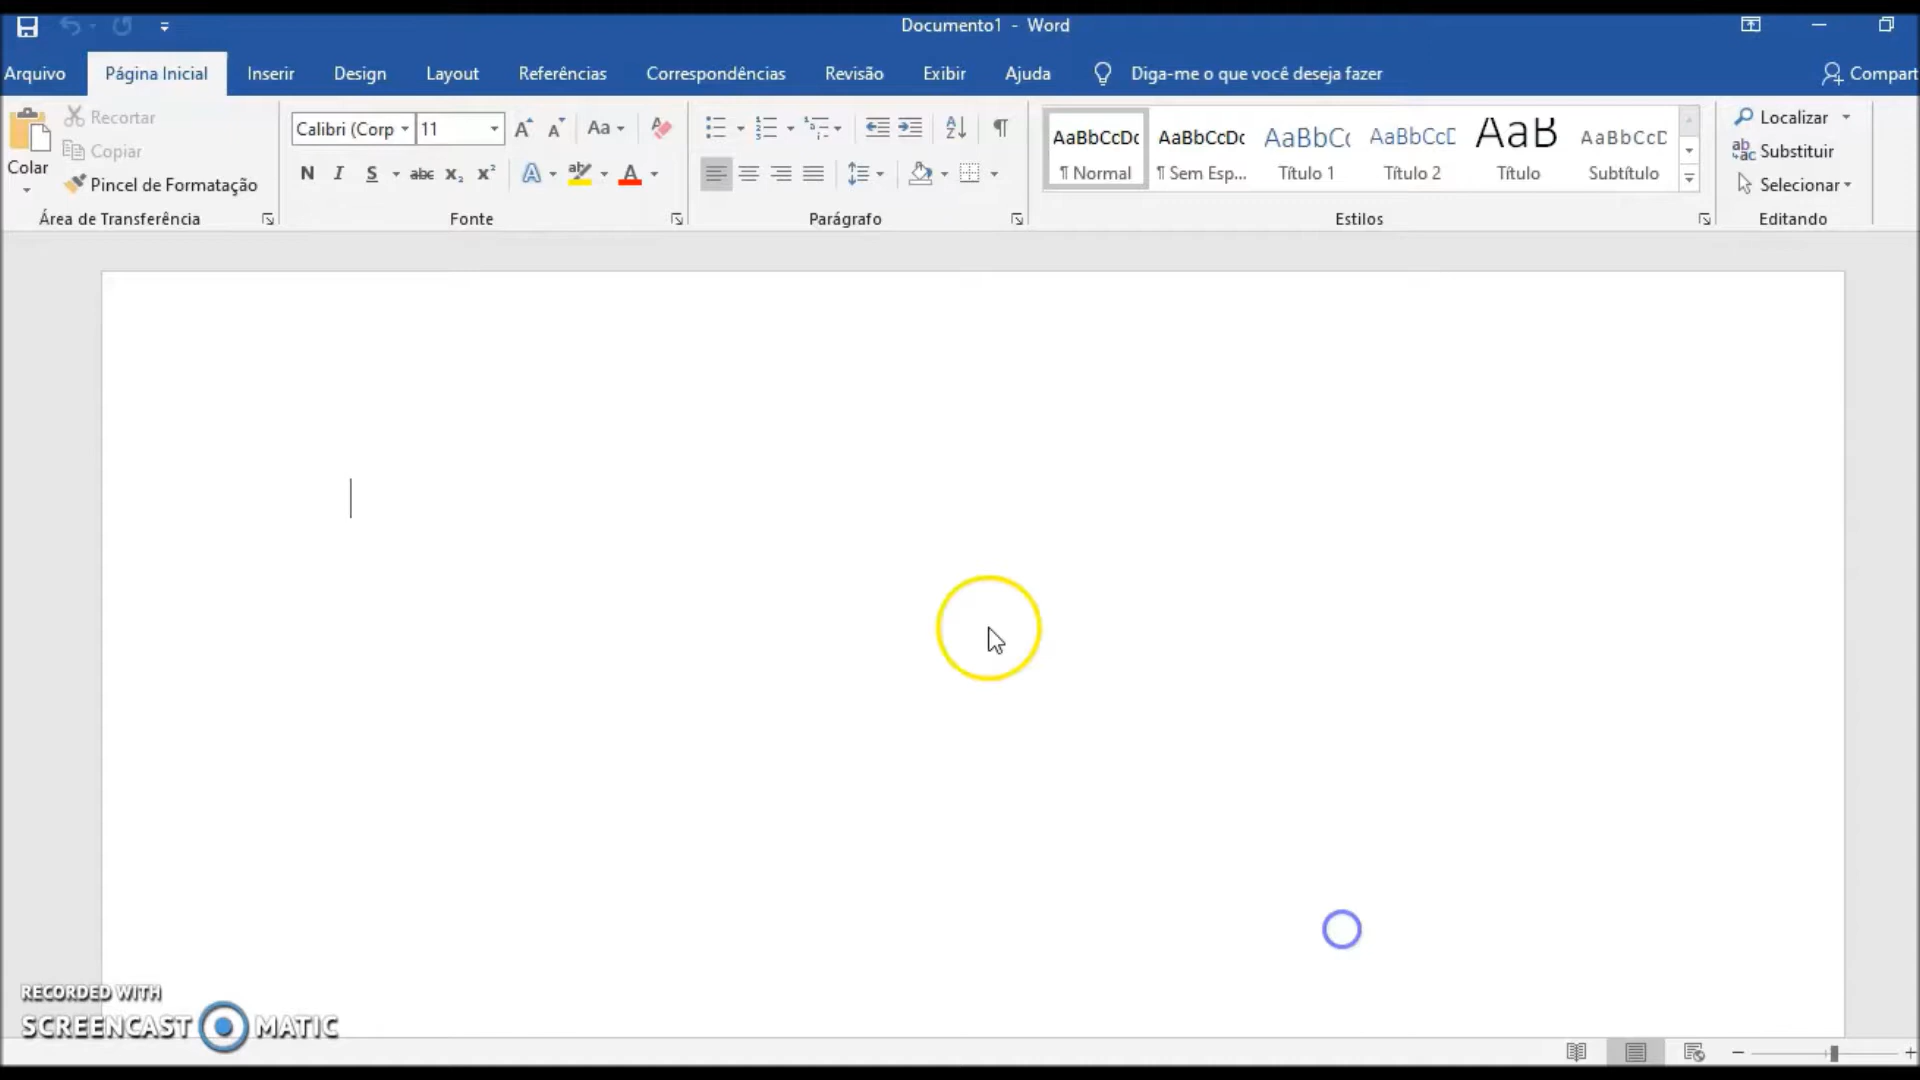 Documento1 - Word
Arquivo Página Inicial Inserir Design Layout Referências Correspondências Revisão Exibir Ajuda Diga-me o que você deseja fazer Compart
Colar
Recortar
Copiar
Pincel de Formatação
Área de Transferência
Calibri (Corp 11 Aa
N I S abc x₂ x² A aby A
Fonte
Parágrafo
AaBbCcDc AaBbCcDc AaBbC( AaBbCcD AaB AaBbCcD
¶ Normal ¶ Sem Esp... Título 1 Título 2 Título Subtítulo
Estilos
Localizar
Substituir
Selecionar
Editando
RECORDED WITH
SCREENCAST MATIC